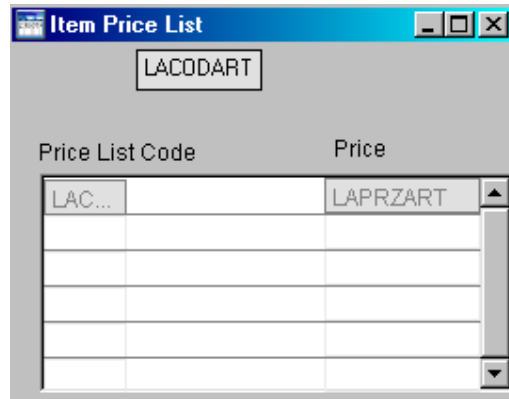 Item Price List
LACODART
Price List Code Price
LAC... LAPRZART